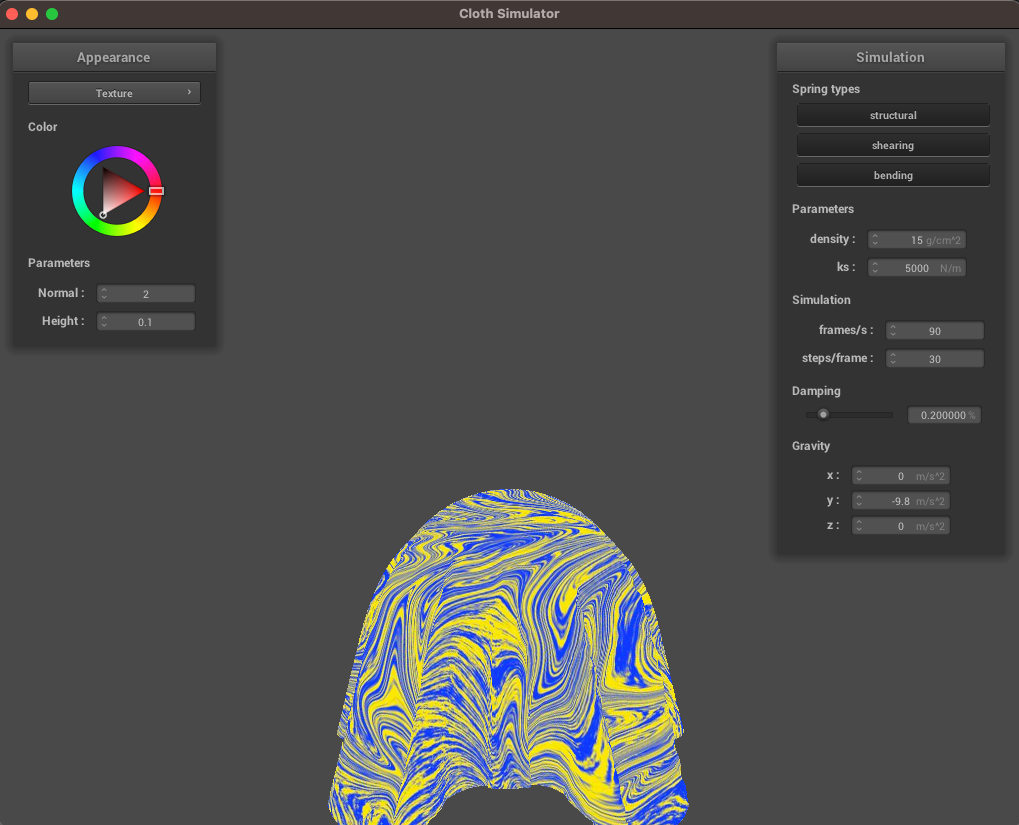 Cloth Simulator
Appearance
Texture
Color
Parameters
Normal : 2
Height : 0.1
Simulation
Spring types
structural
shearing
bending
Parameters
density : 15 g/cm^2
ks : 5000 N/m
Simulation
frames/s : 90
steps/frame : 30
Damping
0.200000 %
Gravity
x : 0 m/s^2
y : -9.8 m/s^2
z : 0 m/s^2